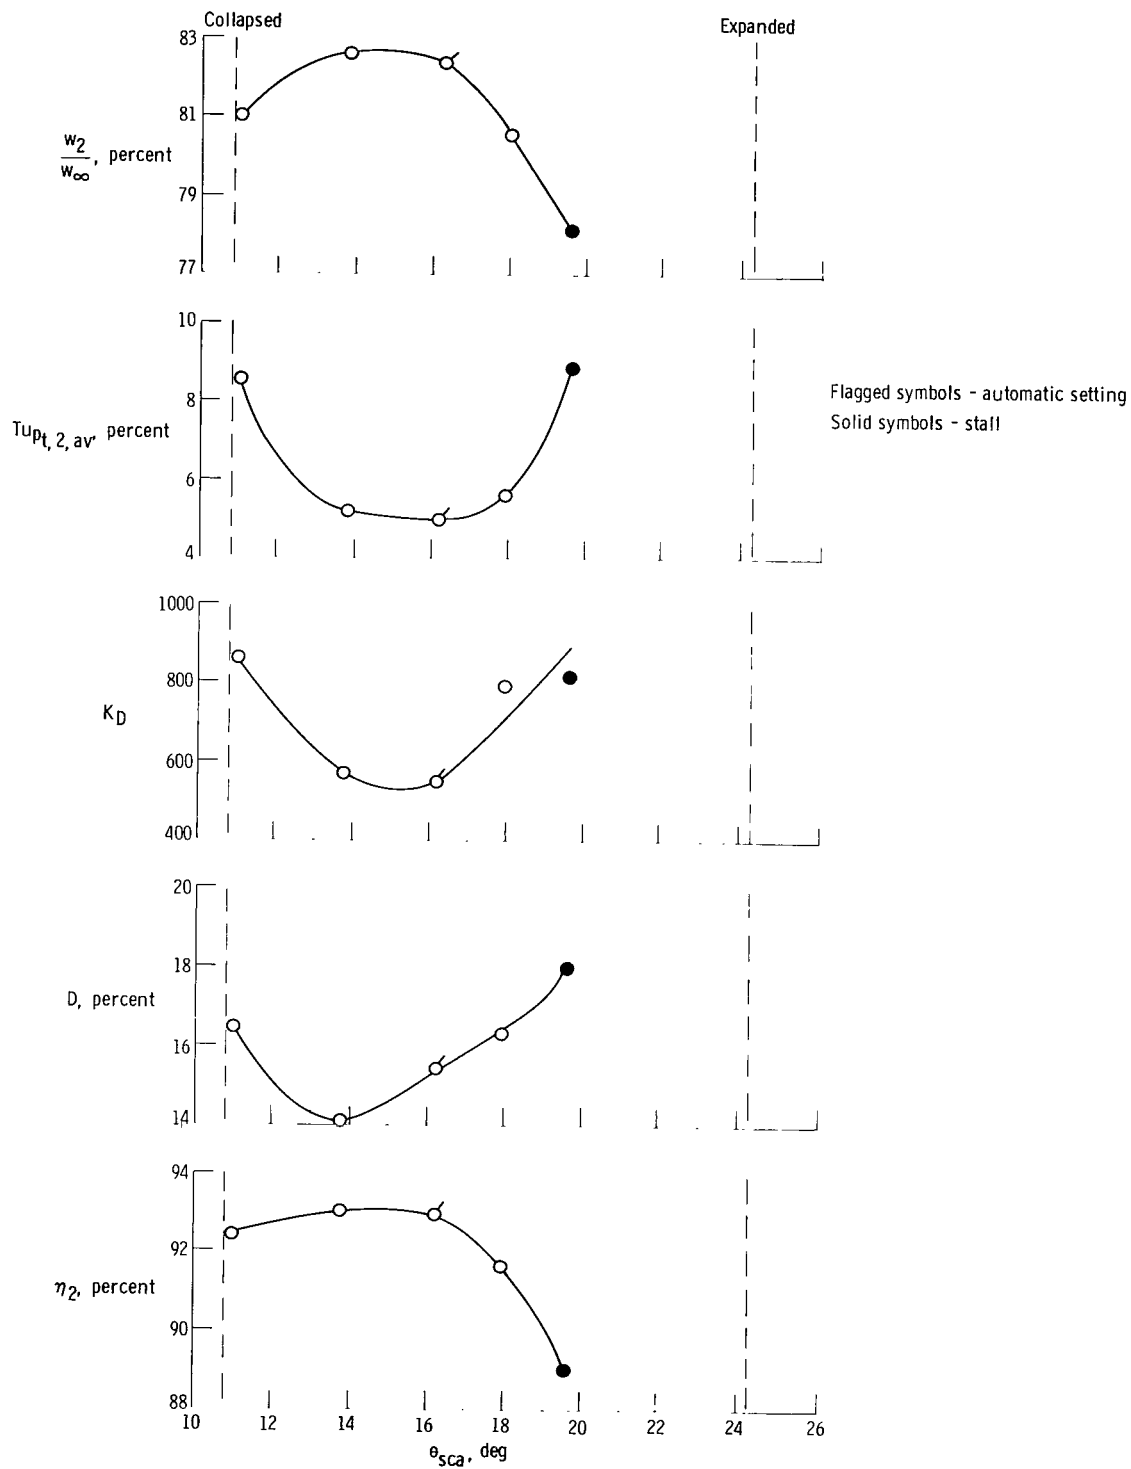 Collapsed
Expanded
83
81
79
77
w2/w∞, percent
10
8
6
4
Tupt, 2, av, percent
Flagged symbols - automatic setting
Solid symbols - stall
1000
800
600
400
KD
20
18
16
14
D, percent
94
92
90
88
η2, percent
10 12 14 16 18 20 22 24 26
θsca, deg